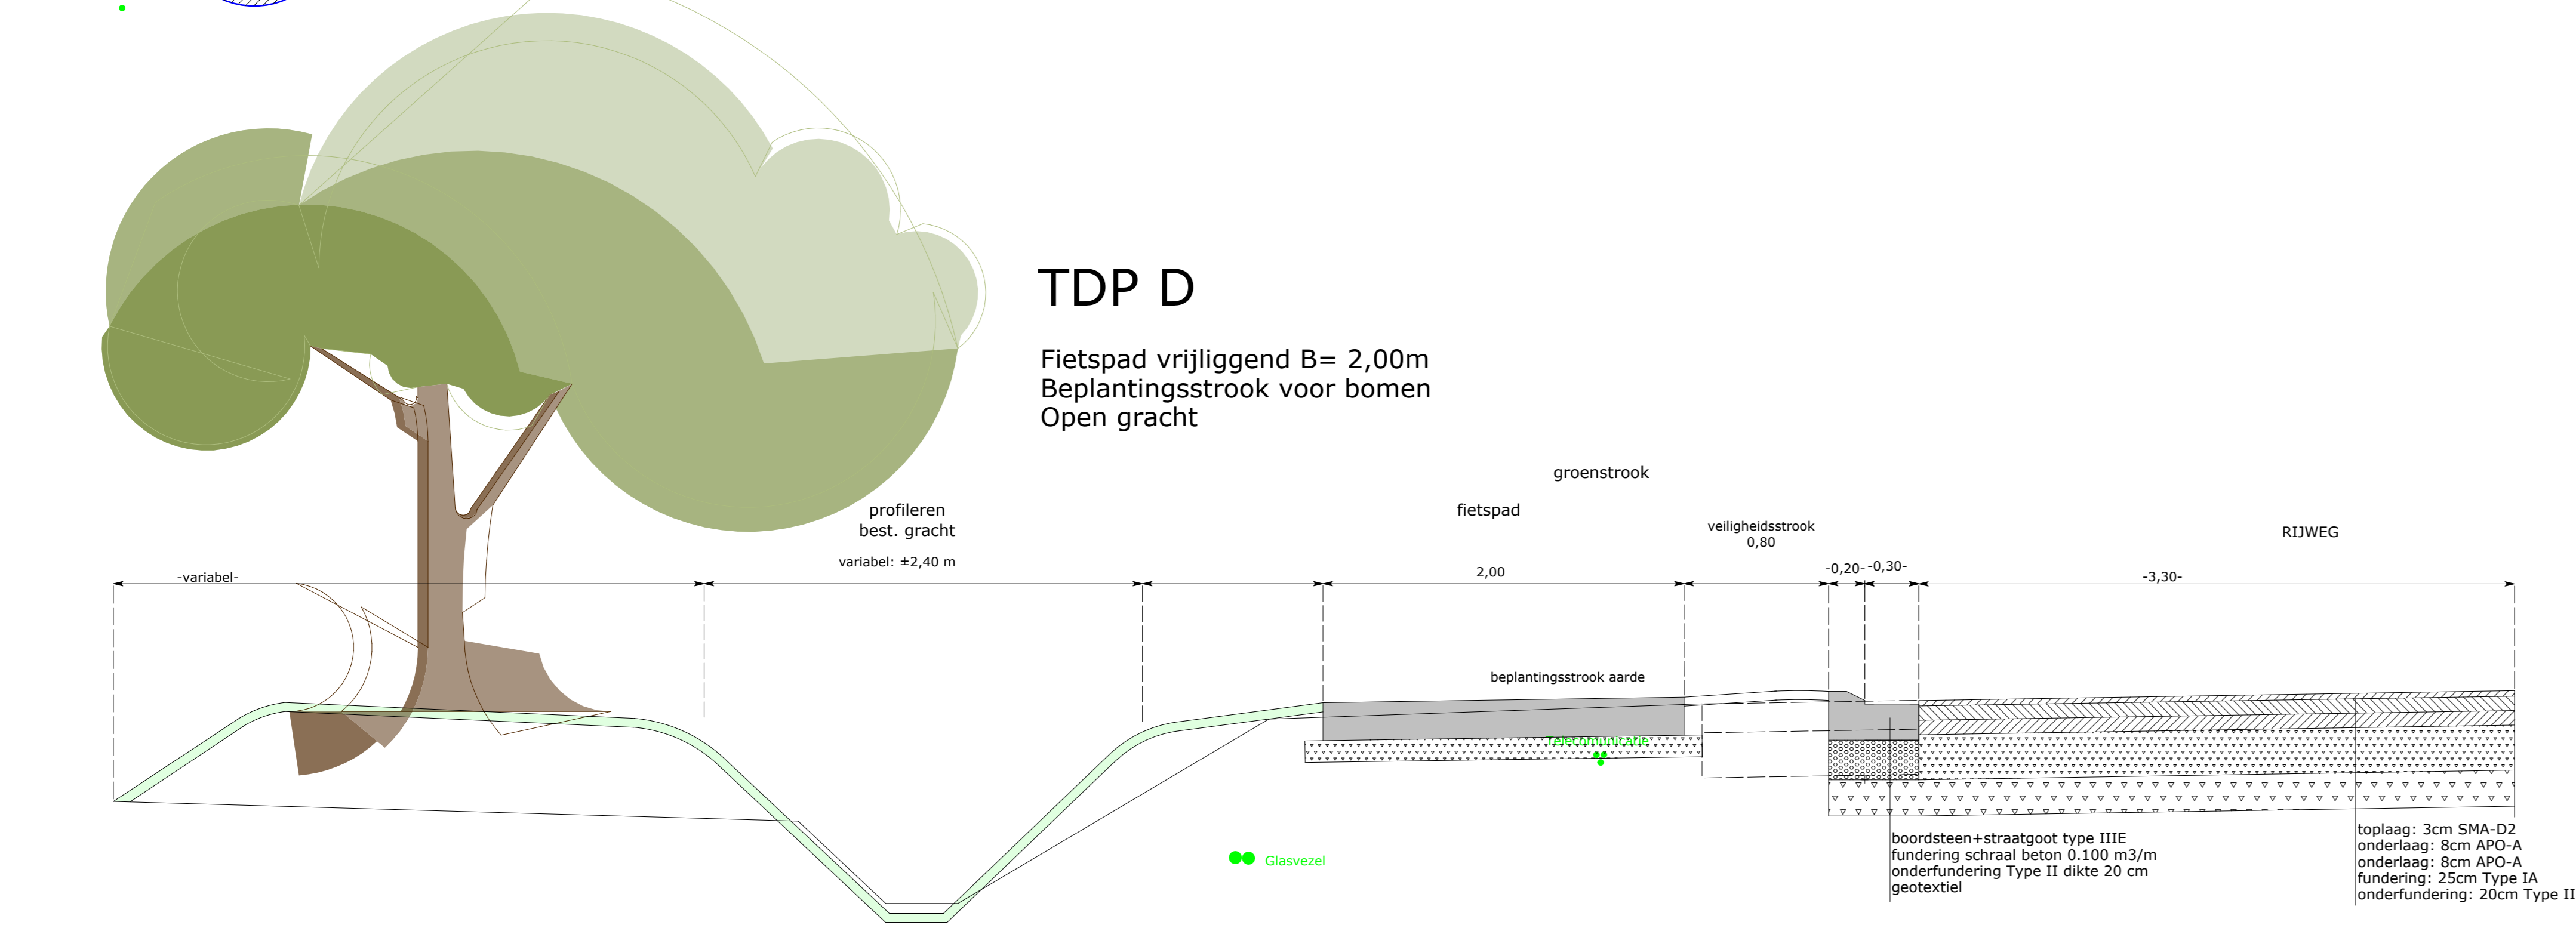 TDP D
Fietspad vrijliggend B= 2,00m
Beplantingsstrook voor bomen
Open gracht
groenstrook
profileren
best. gracht
variabel: ±2,40 m
fietspad
veiligheidsstrook
0,80
RIJWEG
-variabel-
2,00
-0,20-
-0,30-
-3,30-
beplantingsstrook aarde
Telecomunicatie
Glasvezel
boordsteen+straatgoot type IIIE
fundering schraal beton 0.100 m3/m
onderfundering Type II dikte 20 cm
geotextiel
toplaag: 3cm SMA-D2
onderlaag: 8cm APO-A
onderlaag: 8cm APO-A
fundering: 25cm Type IA
onderfundering: 20cm Type II